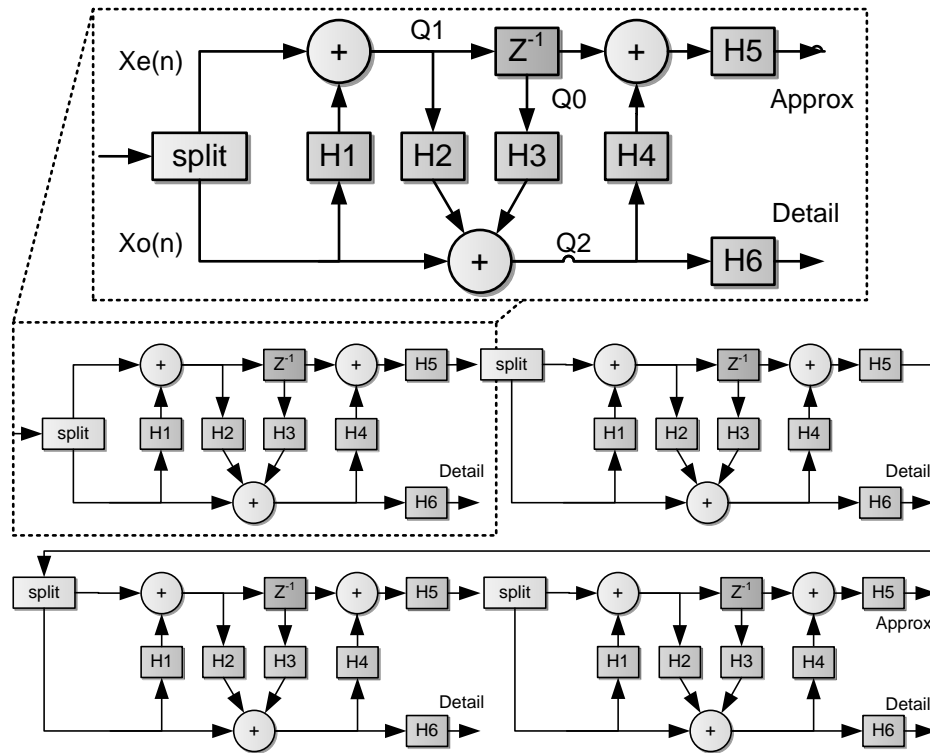 Q1
Xe(n)
+
Z-1
+
H5
Q0
Approx
split
H1
H2
H3
H4
Detail
Xo(n)
Q2
+
H6
+
Z-1
+
H5
split
+
Z-1
+
H5
split
H1
H2
H3
H4
H1
H2
H3
H4
Detail
Detail
+
H6
+
H6
split
+
Z-1
+
H5
split
+
Z-1
+
H5
Approx
H1
H2
H3
H4
H1
H2
H3
H4
Detail
Detail
+
H6
+
H6